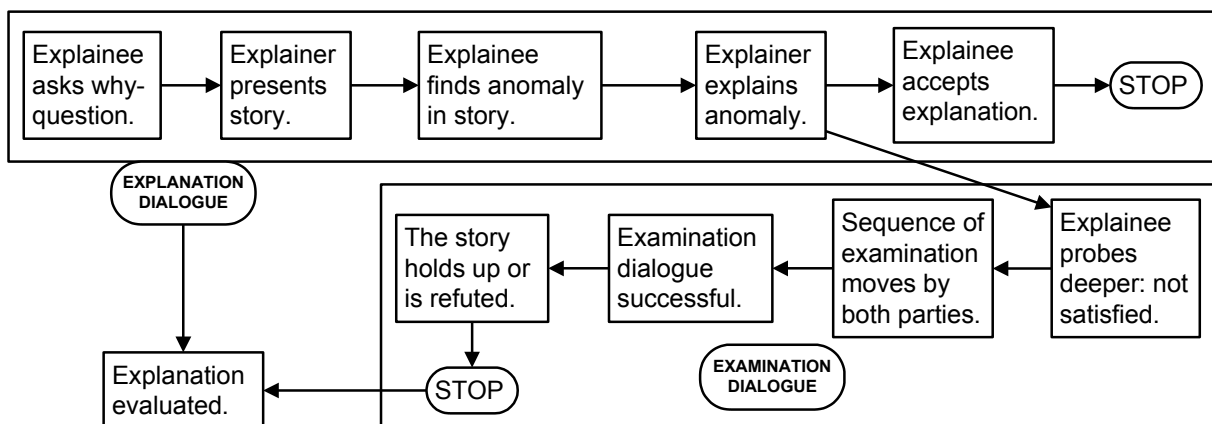 Explainee
asks why-
question.
Explainer
presents
story.
Explainee
finds anomaly
in story.
Explainer
explains
anomaly.
Explainee
accepts
explanation.
STOP
EXPLANATION
DIALOGUE
The story
holds up or
is refuted.
Examination
dialogue
successful.
Sequence of
examination
moves by
both parties.
Explainee
probes
deeper: not
satisfied.
Explanation
evaluated.
STOP
EXAMINATION
DIALOGUE